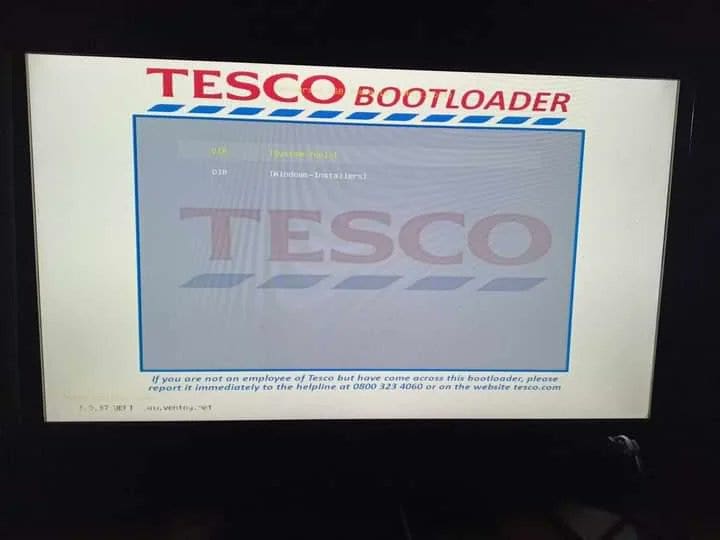 TESCO BOOTLOADER
DIR [System-Tools]
DIR [Windows-Installers]
TESCO
If you are not an employee of Tesco but have come across this bootloader, please
report it immediately to the helpline at 0800 323 4060 or on the website tesco.com
UEFI www.ventoy.net